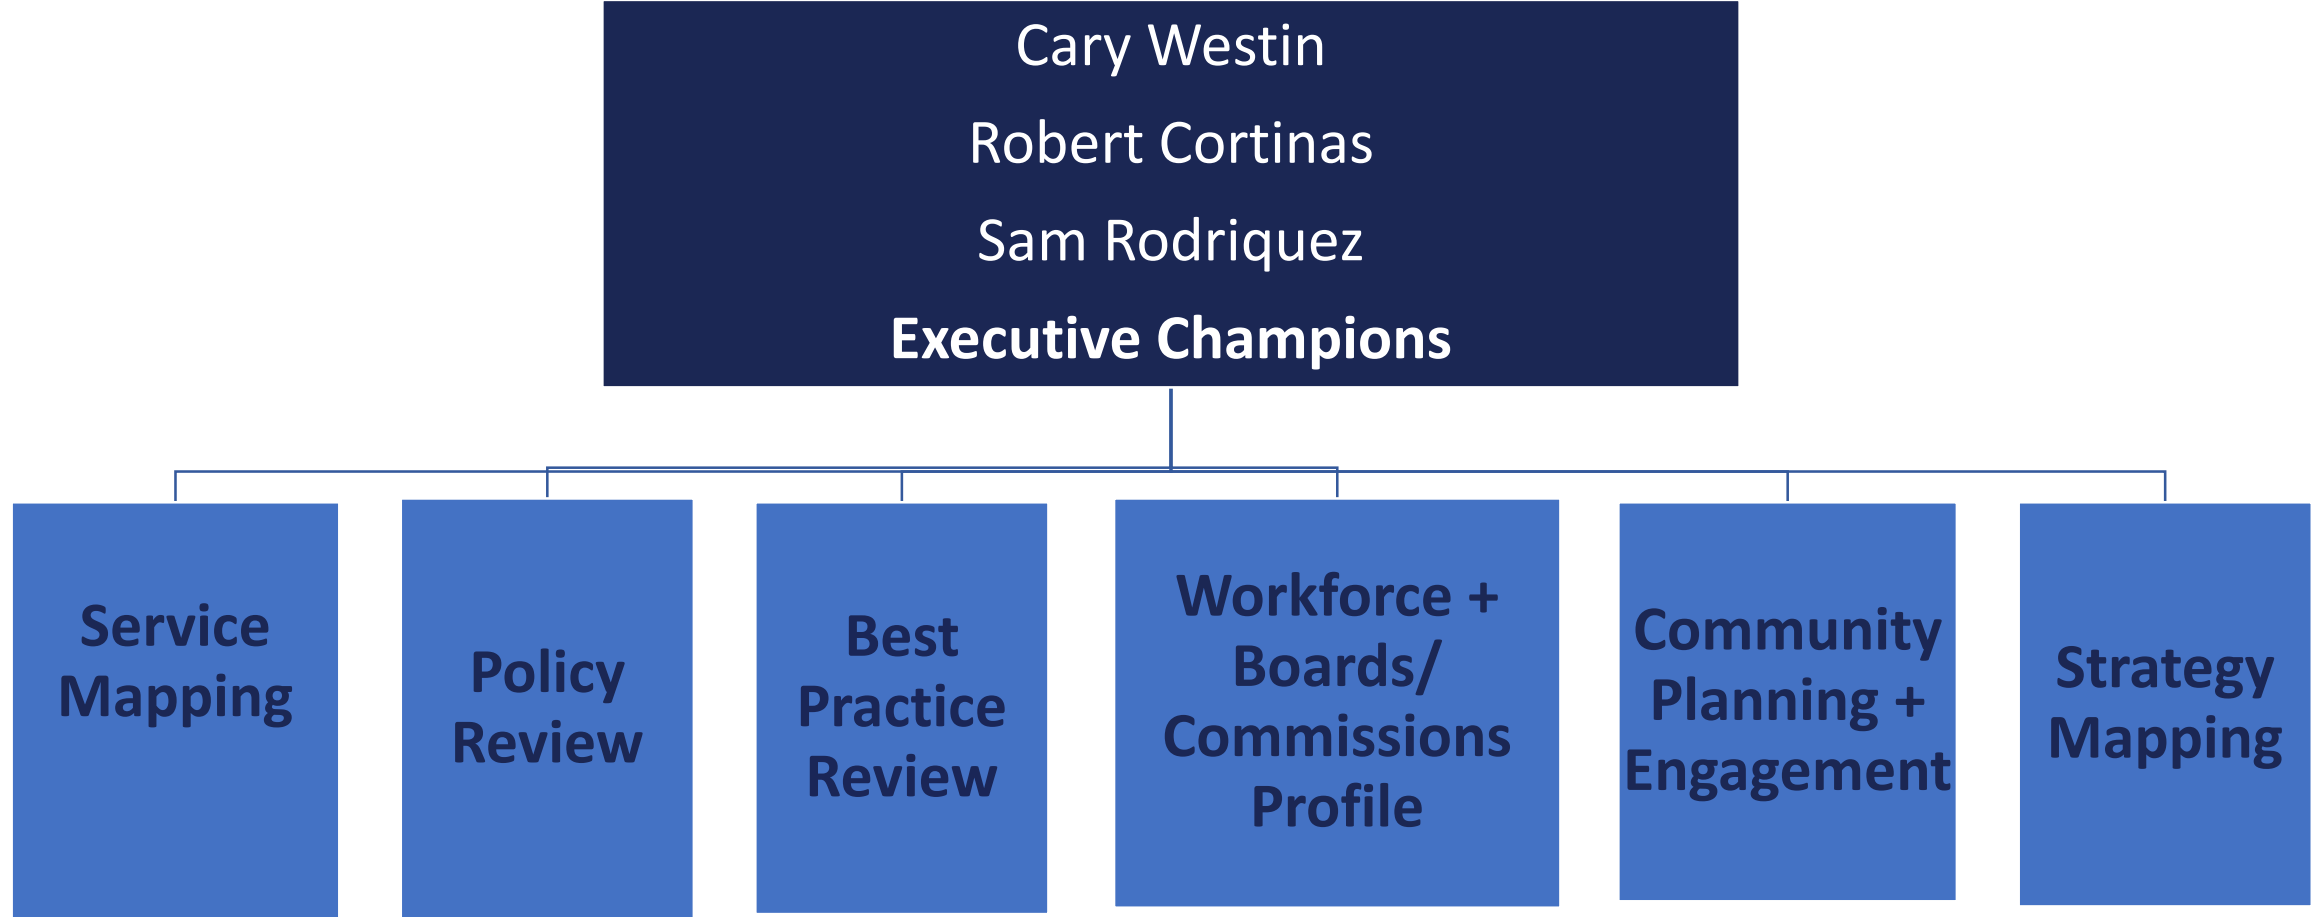 Cary Westin
Robert Cortinas
Sam Rodriquez
Executive Champions
Service
Mapping
Policy
Review
Best
Practice
Review
Workforce +
Boards/
Commissions
Profile
Community
Planning +
Engagement
Strategy
Mapping